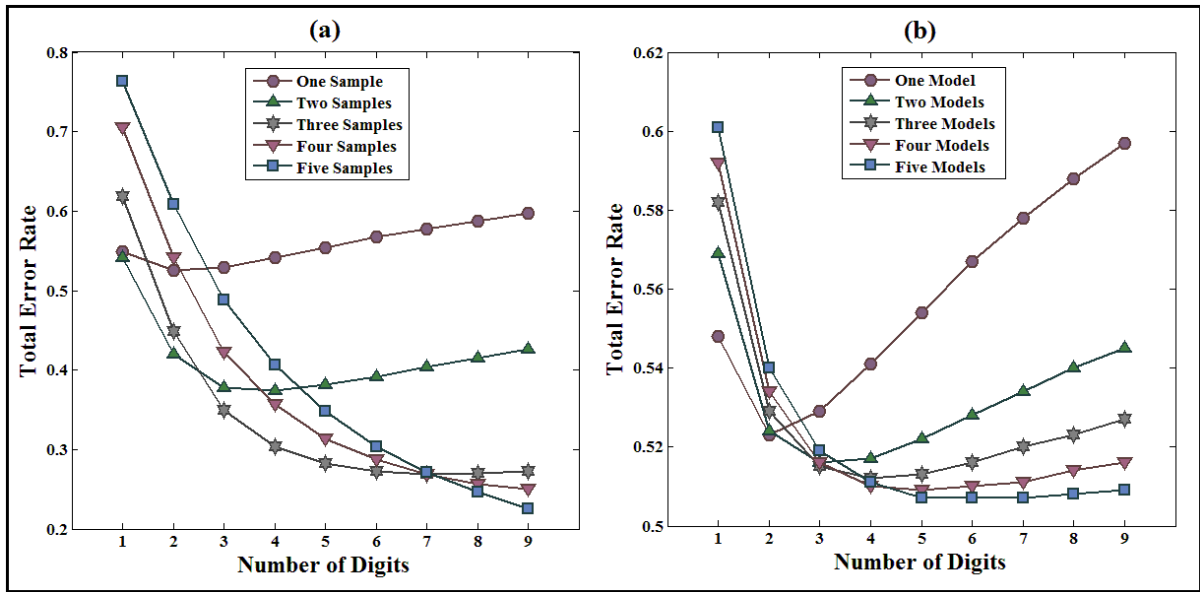 (a)
Total Error Rate
0.8
0.7
0.6
0.5
0.4
0.3
0.2
One Sample
Two Samples
Three Samples
Four Samples
Five Samples
1 2 3 4 5 6 7 8 9
Number of Digits
(b)
Total Error Rate
0.62
0.6
0.58
0.56
0.54
0.52
0.5
One Model
Two Models
Three Models
Four Models
Five Models
1 2 3 4 5 6 7 8 9
Number of Digits